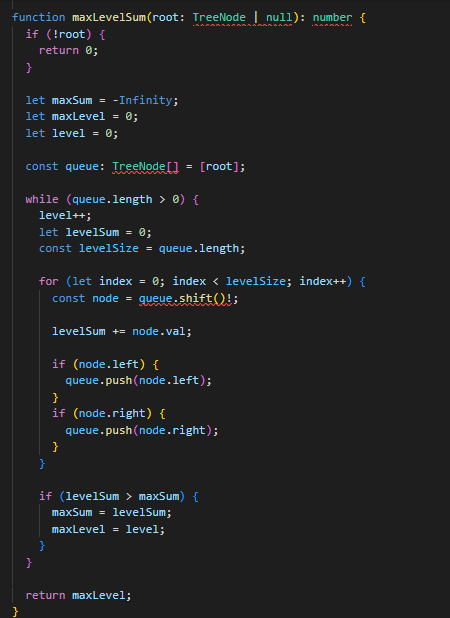 function maxLevelSum(root: TreeNode | null): number {
  if (!root) {
    return 0;
  }

  let maxSum = -Infinity;
  let maxLevel = 0;
  let level = 0;

  const queue: TreeNode[] = [root];

  while (queue.length > 0) {
    level++;
    let levelSum = 0;
    const levelSize = queue.length;

    for (let index = 0; index < levelSize; index++) {
      const node = queue.shift()!;

      levelSum += node.val;

      if (node.left) {
        queue.push(node.left);
      }
      if (node.right) {
        queue.push(node.right);
      }
    }

    if (levelSum > maxSum) {
      maxSum = levelSum;
      maxLevel = level;
    }
  }

  return maxLevel;
}